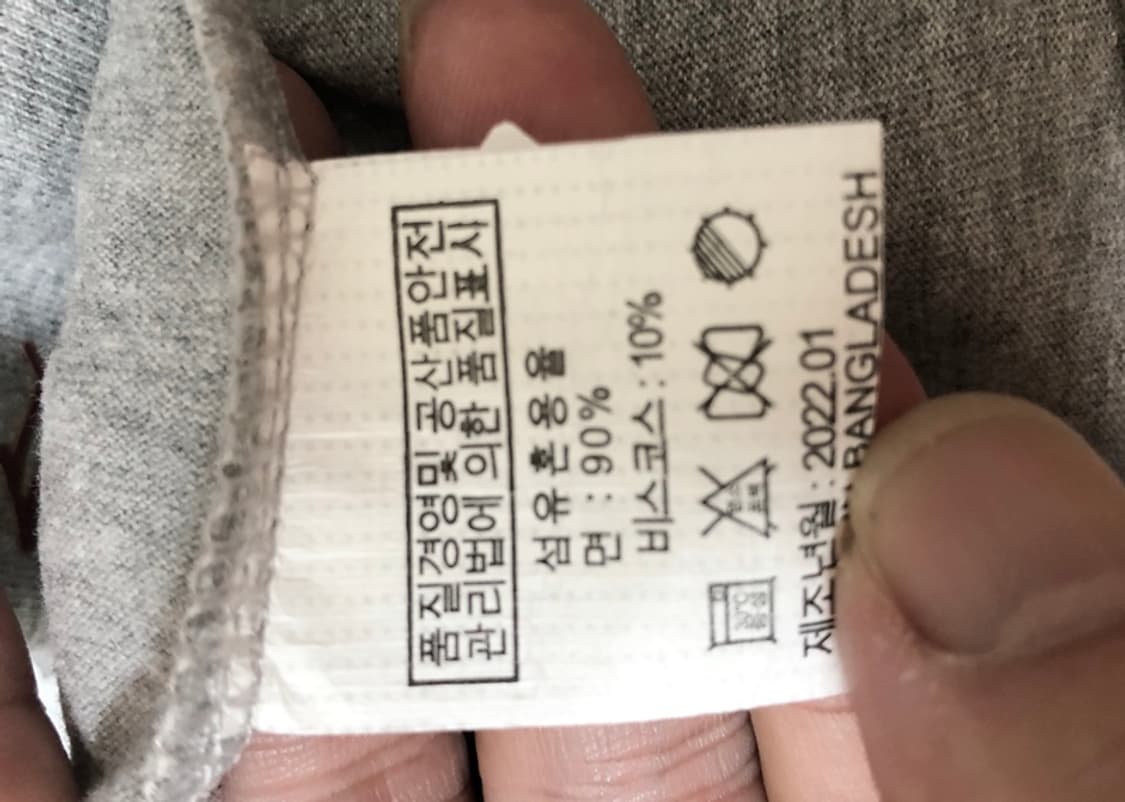 품질경영및 공산품안전
관리법에 의한 품질표시
섬유혼용율
면 : 90%
비스코스 : 10%
제조년월 : 2022.01
BANGLADESH